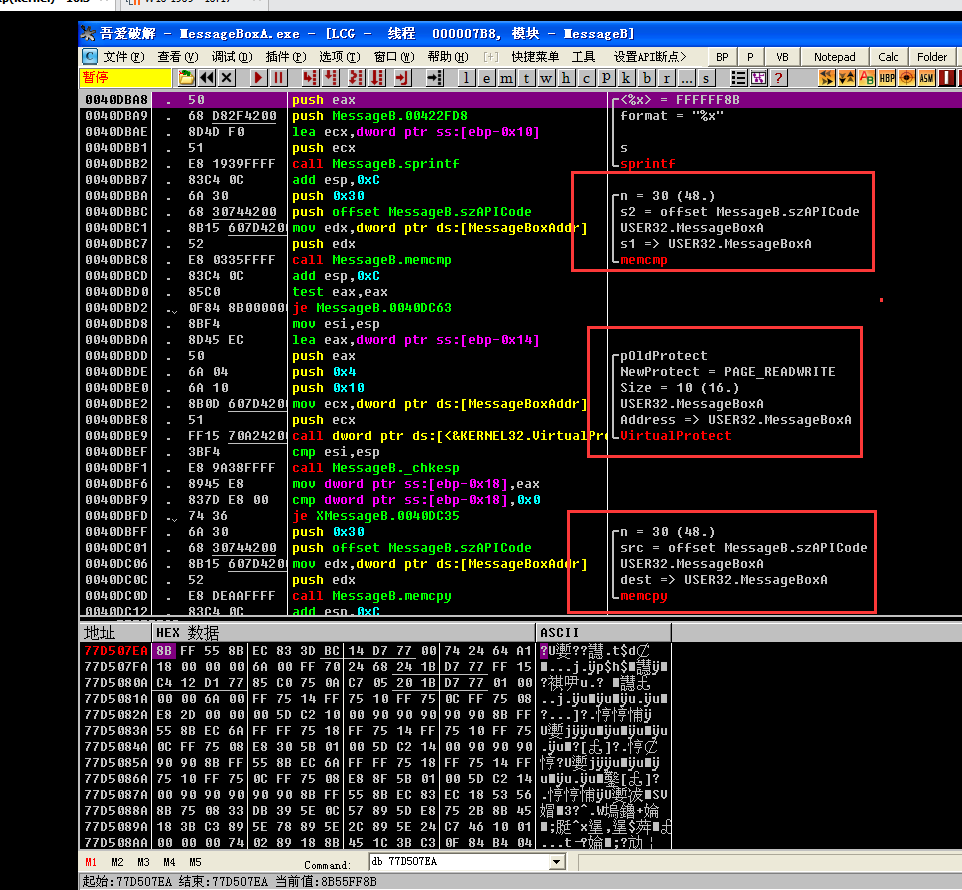 吾爱破解 - MessageBoxA.exe - [LCG - 线程 000007B8, 模块 - MessageB]
文件(F) 查看(V) 调试(D) 插件(P) 选项(T) 窗口(W) 帮助(H) [+] 快捷菜单 工具 设置API断点> BP P VB Notepad Calc Folder
暂停 l e m t w h c p k b r ... s ?
0040DBA8 . 50 push eax <%x> = FFFFFF8B
0040DBA9 . 68 D82F4200 push MessageB.00422FD8 format = "%x"
0040DBAE . 8D4D F0 lea ecx,dword ptr ss:[ebp-0x10]
0040DBB1 . 51 push ecx s
0040DBB2 . E8 1939FFFF call MessageB.sprintf sprintf
0040DBB7 . 83C4 0C add esp,0xC
0040DBBA . 6A 30 push 0x30 n = 30 (48.)
0040DBBC . 68 30744200 push offset MessageB.szAPICode s2 = offset MessageB.szAPICode
0040DBC1 . 8B15 607D4200 mov edx,dword ptr ds:[MessageBoxAddr] USER32.MessageBoxA
0040DBC7 . 52 push edx s1 => USER32.MessageBoxA
0040DBC8 . E8 0335FFFF call MessageB.memcmp memcmp
0040DBCD . 83C4 0C add esp,0xC
0040DBD0 . 85C0 test eax,eax
0040DBD2 . 0F84 8B000000 je MessageB.0040DC63
0040DBD8 . 8BF4 mov esi,esp
0040DBDA . 8D45 EC lea eax,dword ptr ss:[ebp-0x14]
0040DBDD . 50 push eax pOldProtect
0040DBDE . 6A 04 push 0x4 NewProtect = PAGE_READWRITE
0040DBE0 . 6A 10 push 0x10 Size = 10 (16.)
0040DBE2 . 8B0D 607D4200 mov ecx,dword ptr ds:[MessageBoxAddr] USER32.MessageBoxA
0040DBE8 . 51 push ecx Address => USER32.MessageBoxA
0040DBE9 . FF15 70A24200 call dword ptr ds:[<&KERNEL32.VirtualPro VirtualProtect
0040DBEF . 3BF4 cmp esi,esp
0040DBF1 . E8 9A38FFFF call MessageB._chkesp
0040DBF6 . 8945 E8 mov dword ptr ss:[ebp-0x18],eax
0040DBF9 . 837D E8 00 cmp dword ptr ss:[ebp-0x18],0x0
0040DBFD . 74 36 je XMessageB.0040DC35
0040DBFF . 6A 30 push 0x30 n = 30 (48.)
0040DC01 . 68 30744200 push offset MessageB.szAPICode src = offset MessageB.szAPICode
0040DC06 . 8B15 607D4200 mov edx,dword ptr ds:[MessageBoxAddr] USER32.MessageBoxA
0040DC0C . 52 push edx dest => USER32.MessageBoxA
0040DC0D . E8 DEAAFFFF call MessageB.memcpy memcpy
0040DC12 . 83C4 0C add esp,0xC
地址 HEX 数据 ASCII
77D507EA 8B FF 55 8B EC 83 3D BC 14 D7 77 00 74 24 64 A1
77D507FA 18 00 00 00 6A 00 FF 70 24 68 24 1B D7 77 FF 15
77D5080A C4 12 D1 77 85 C0 75 0A C7 05 20 1B D7 77 01 00
77D5081A 00 00 6A 00 FF 75 14 FF 75 10 FF 75 0C FF 75 08
77D5082A E8 2D 00 00 00 5D C2 10 00 90 90 90 90 90 8B FF
77D5083A 55 8B EC 6A FF FF 75 18 FF 75 14 FF 75 10 FF 75
77D5084A 0C FF 75 08 E8 30 5B 01 00 5D C2 14 00 90 90 90
77D5085A 90 90 8B FF 55 8B EC 6A FF FF 75 18 FF 75 14 FF
77D5086A 75 10 FF 75 0C FF 75 08 E8 8F 5B 01 00 5D C2 14
77D5087A 00 90 90 90 90 90 8B FF 55 8B EC 83 EC 18 53 56
77D5088A 8B 75 08 33 DB 39 5E 0C 57 89 5D E8 75 2B 8B 45
77D5089A 18 3B C3 89 5E 78 89 5E 2C 89 5E 24 C7 46 10 01
77D508AA 00 00 00 74 02 89 18 8B 45 1C 3B C3 0F 84 B4 04
M1 M2 M3 M4 M5 Command: db 77D507EA
起始:77D507EA 结束:77D507EA 当前值:8B55FF8B